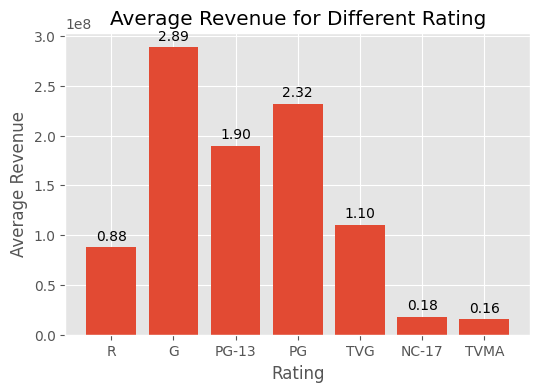 Average Revenue for Different Rating
1e8
3.0
2.5
2.0
1.5
1.0
0.5
0.0
Average Revenue
0.88
2.89
1.90
2.32
1.10
0.18
0.16
R G PG-13 PG TVG NC-17 TVMA
Rating